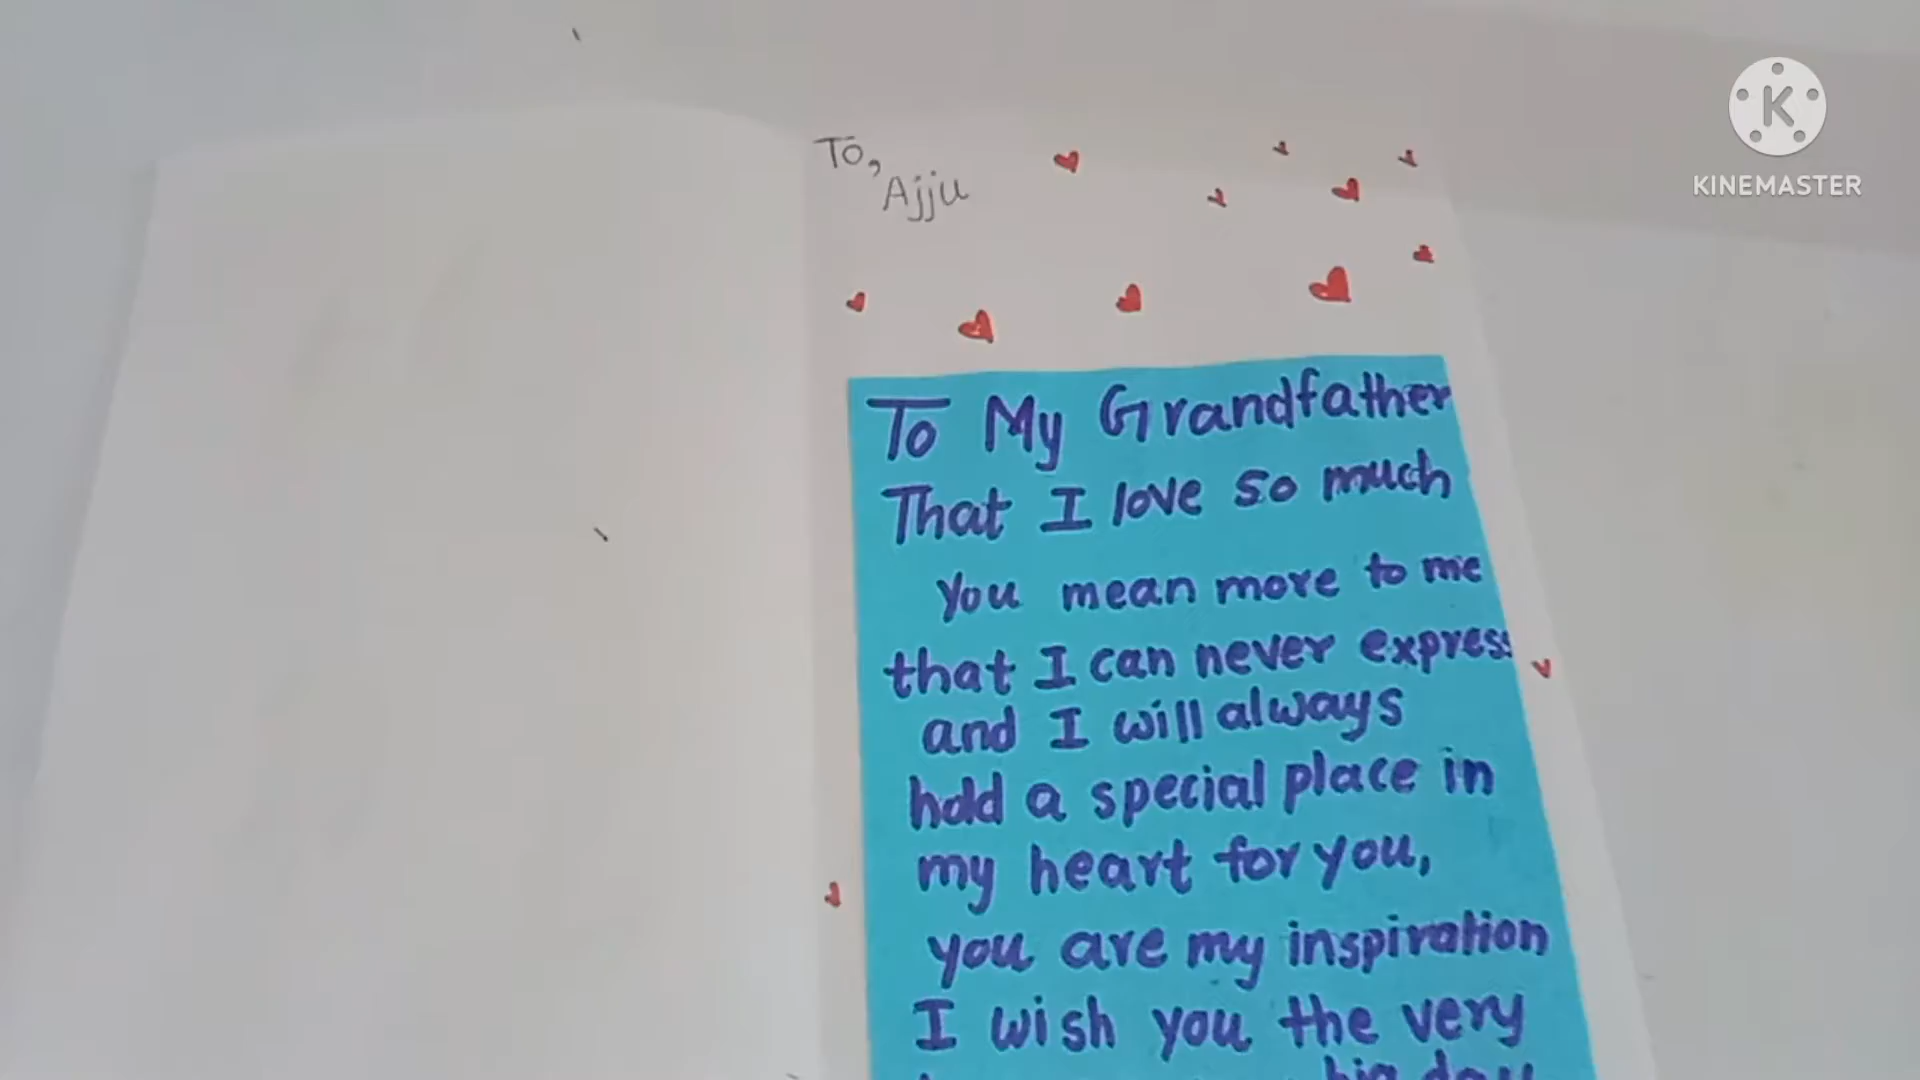 To,
Ajju
KINEMASTER
To My Grandfather
That I love so much
You mean more to me
that I can never express
and I will always
hold a special place in
my heart for you,
you are my inspiration
I wish you the very
big day